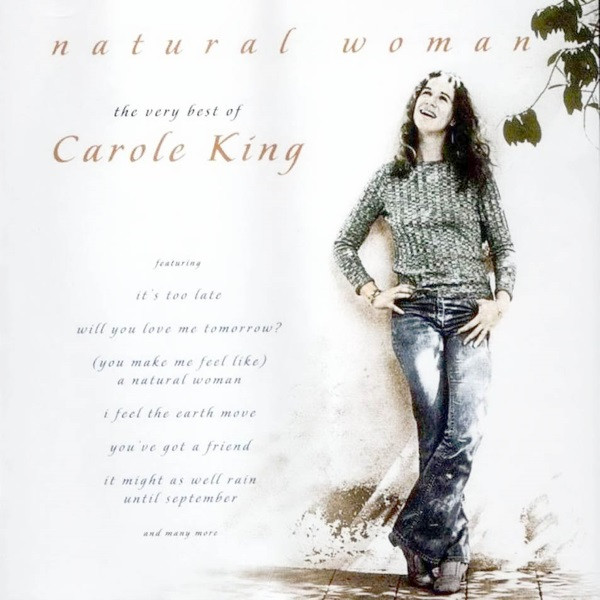 natural woman
the very best of
Carole King
featuring
it's too late
will you love me tomorrow?
(you make me feel like)
a natural woman
i feel the earth move
you've got a friend
it might as well rain
until september
and many more